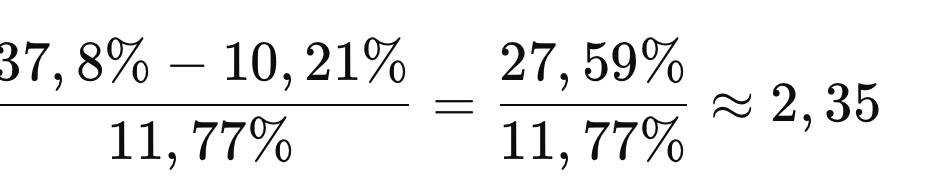 37,8% − 10,21% / 11,77% = 27,59% / 11,77% ≈ 2,35